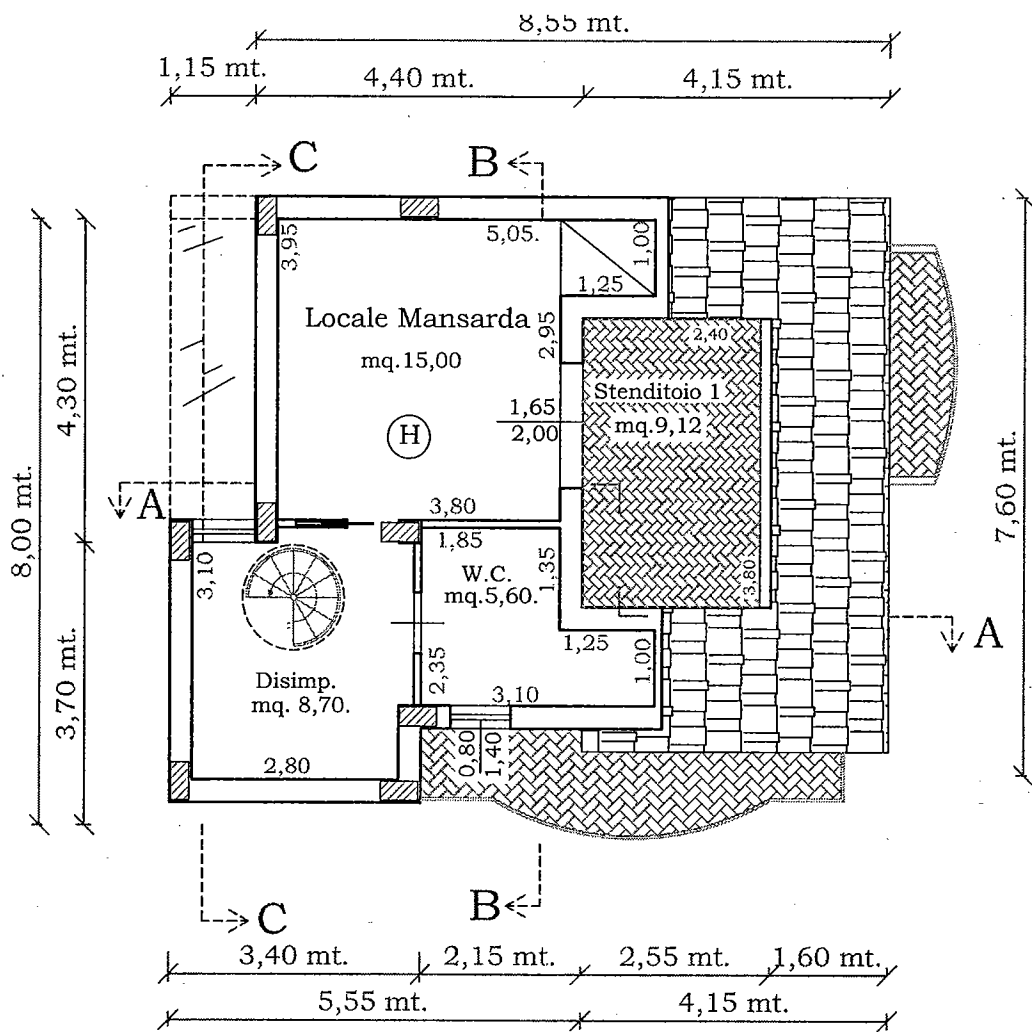 8,55 mt.
1,15 mt.
4,40 mt.
4,15 mt.
C
B
3,95
5,05.
1,00
1,25
Locale Mansarda
mq.15,00
2,95
2,40
Stenditoio 1
mq.9,12
1,65
2,00
H
8,00 mt.
4,30 mt.
7,60 mt.
A
3,80
1,85
3,10
W.C.
mq.5,60.
1,35
3,80
1,25
A
3,70 mt.
Disimp.
mq. 8,70.
2,35
1,00
3,10
2,80
0,80
1,40
C
B
3,40 mt.
2,15 mt.
2,55 mt.
1,60 mt.
5,55 mt.
4,15 mt.